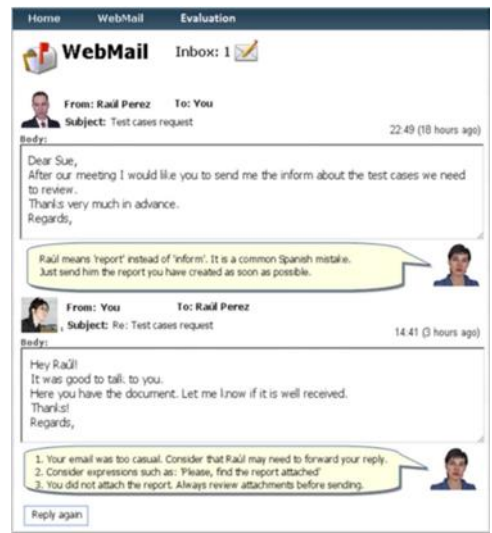 Home WebMail Evaluation
WebMail Inbox: 1
From: Raúl Perez To: You
Subject: Test cases request
22:49 (18 hours ago)
Body:
Dear Sue,
After our meeting I would like you to send me the inform about the test cases we need
to review.
Thanks very much in advance.
Regards,
Raúl means 'report' instead of 'inform'. It is a common Spanish mistake.
Just send him the report you have created as soon as possible.
From: You To: Raúl Perez
, Subject: Re: Test cases request
14:41 (3 hours ago)
Body:
Hey Raúl!
It was good to talk to you.
Here you have the document. Let me know if it is well received.
Thanks!
Regards,
1. Your email was too casual. Consider that Raúl may need to forward your reply.
2. Consider expressions such as: 'Please, find the report attached'
3. You did not attach the report. Always review attachments before sending.
Reply again